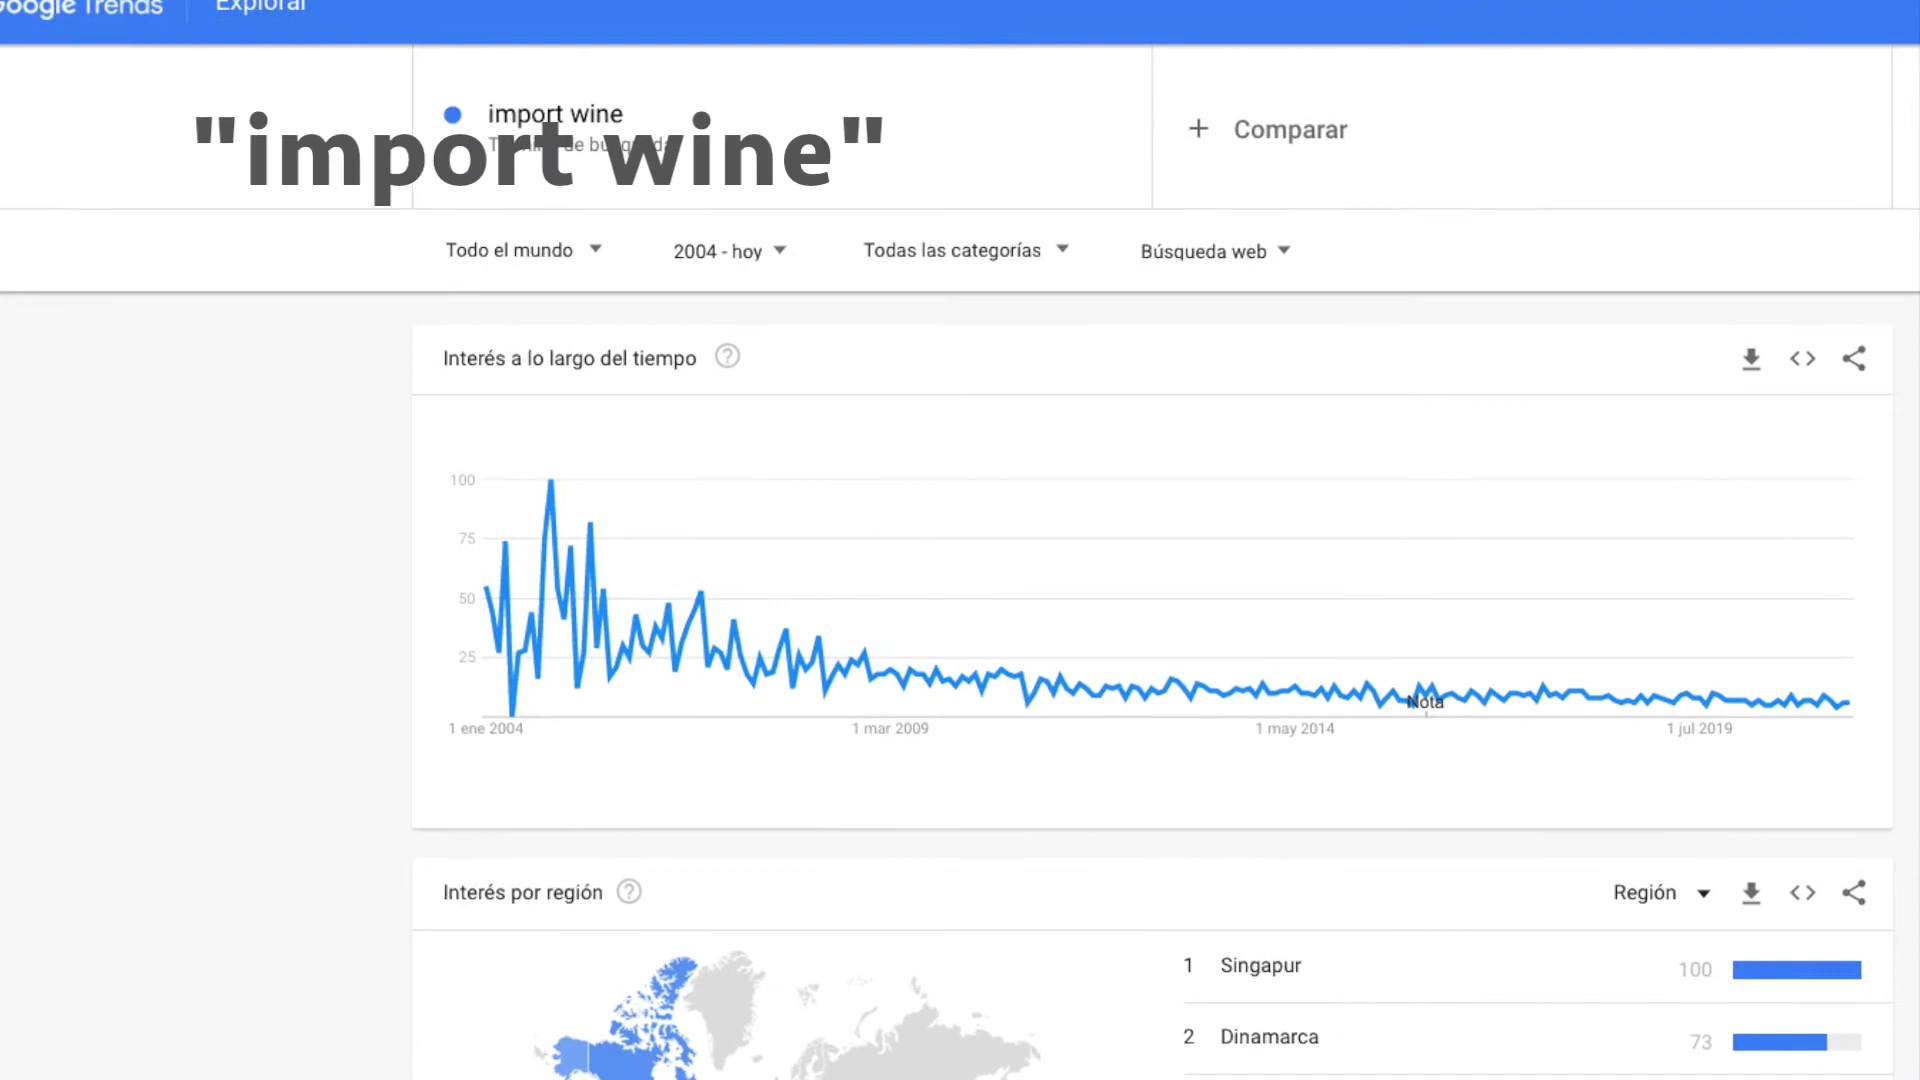 Google Trends
Explorar
import wine
"import wine"
+ Comparar
Todo el mundo
2004 - hoy
Todas las categorías
Búsqueda web
Interés a lo largo del tiempo
100
75
50
25
Nota
1 ene 2004
1 mar 2009
1 may 2014
1 jul 2019
Interés por región
Región
1 Singapur 100
2 Dinamarca 73